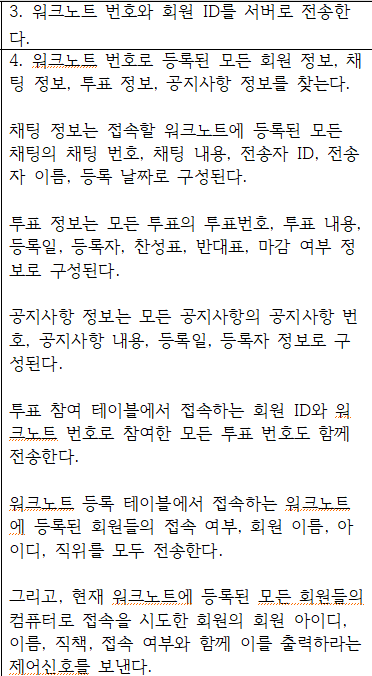 3. 워크노트 번호와 회원 ID를 서버로 전송한
다.
4. 워크노트 번호로 등록된 모든 회원 정보, 채
팅 정보, 투표 정보, 공지사항 정보를 찾는다.
채팅 정보는 접속할 워크노트에 등록된 모든
채팅의 채팅 번호, 채팅 내용, 전송자 ID, 전송
자 이름, 등록 날짜로 구성된다.
투표 정보는 모든 투표의 투표번호, 투표 내용,
등록일, 등록자, 찬성표, 반대표, 마감 여부 정
보로 구성된다.
공지사항 정보는 모든 공지사항의 공지사항 번
호, 공지사항 내용, 등록일, 등록자 정보로 구
성된다.
투표 참여 테이블에서 접속하는 회원 ID와 워
크노트 번호로 참여한 모든 투표 번호도 함께
전송한다.
워크노트 등록 테이블에서 접속하는 워크노트
에 등록된 회원들의 접속 여부, 회원 이름, 아
이디, 직위를 모두 전송한다.
그리고, 현재 워크노트에 등록된 모든 회원들의
컴퓨터로 접속을 시도한 회원의 회원 아이디,
이름, 직책, 접속 여부와 함께 이를 출력하라는
제어신호를 보낸다.